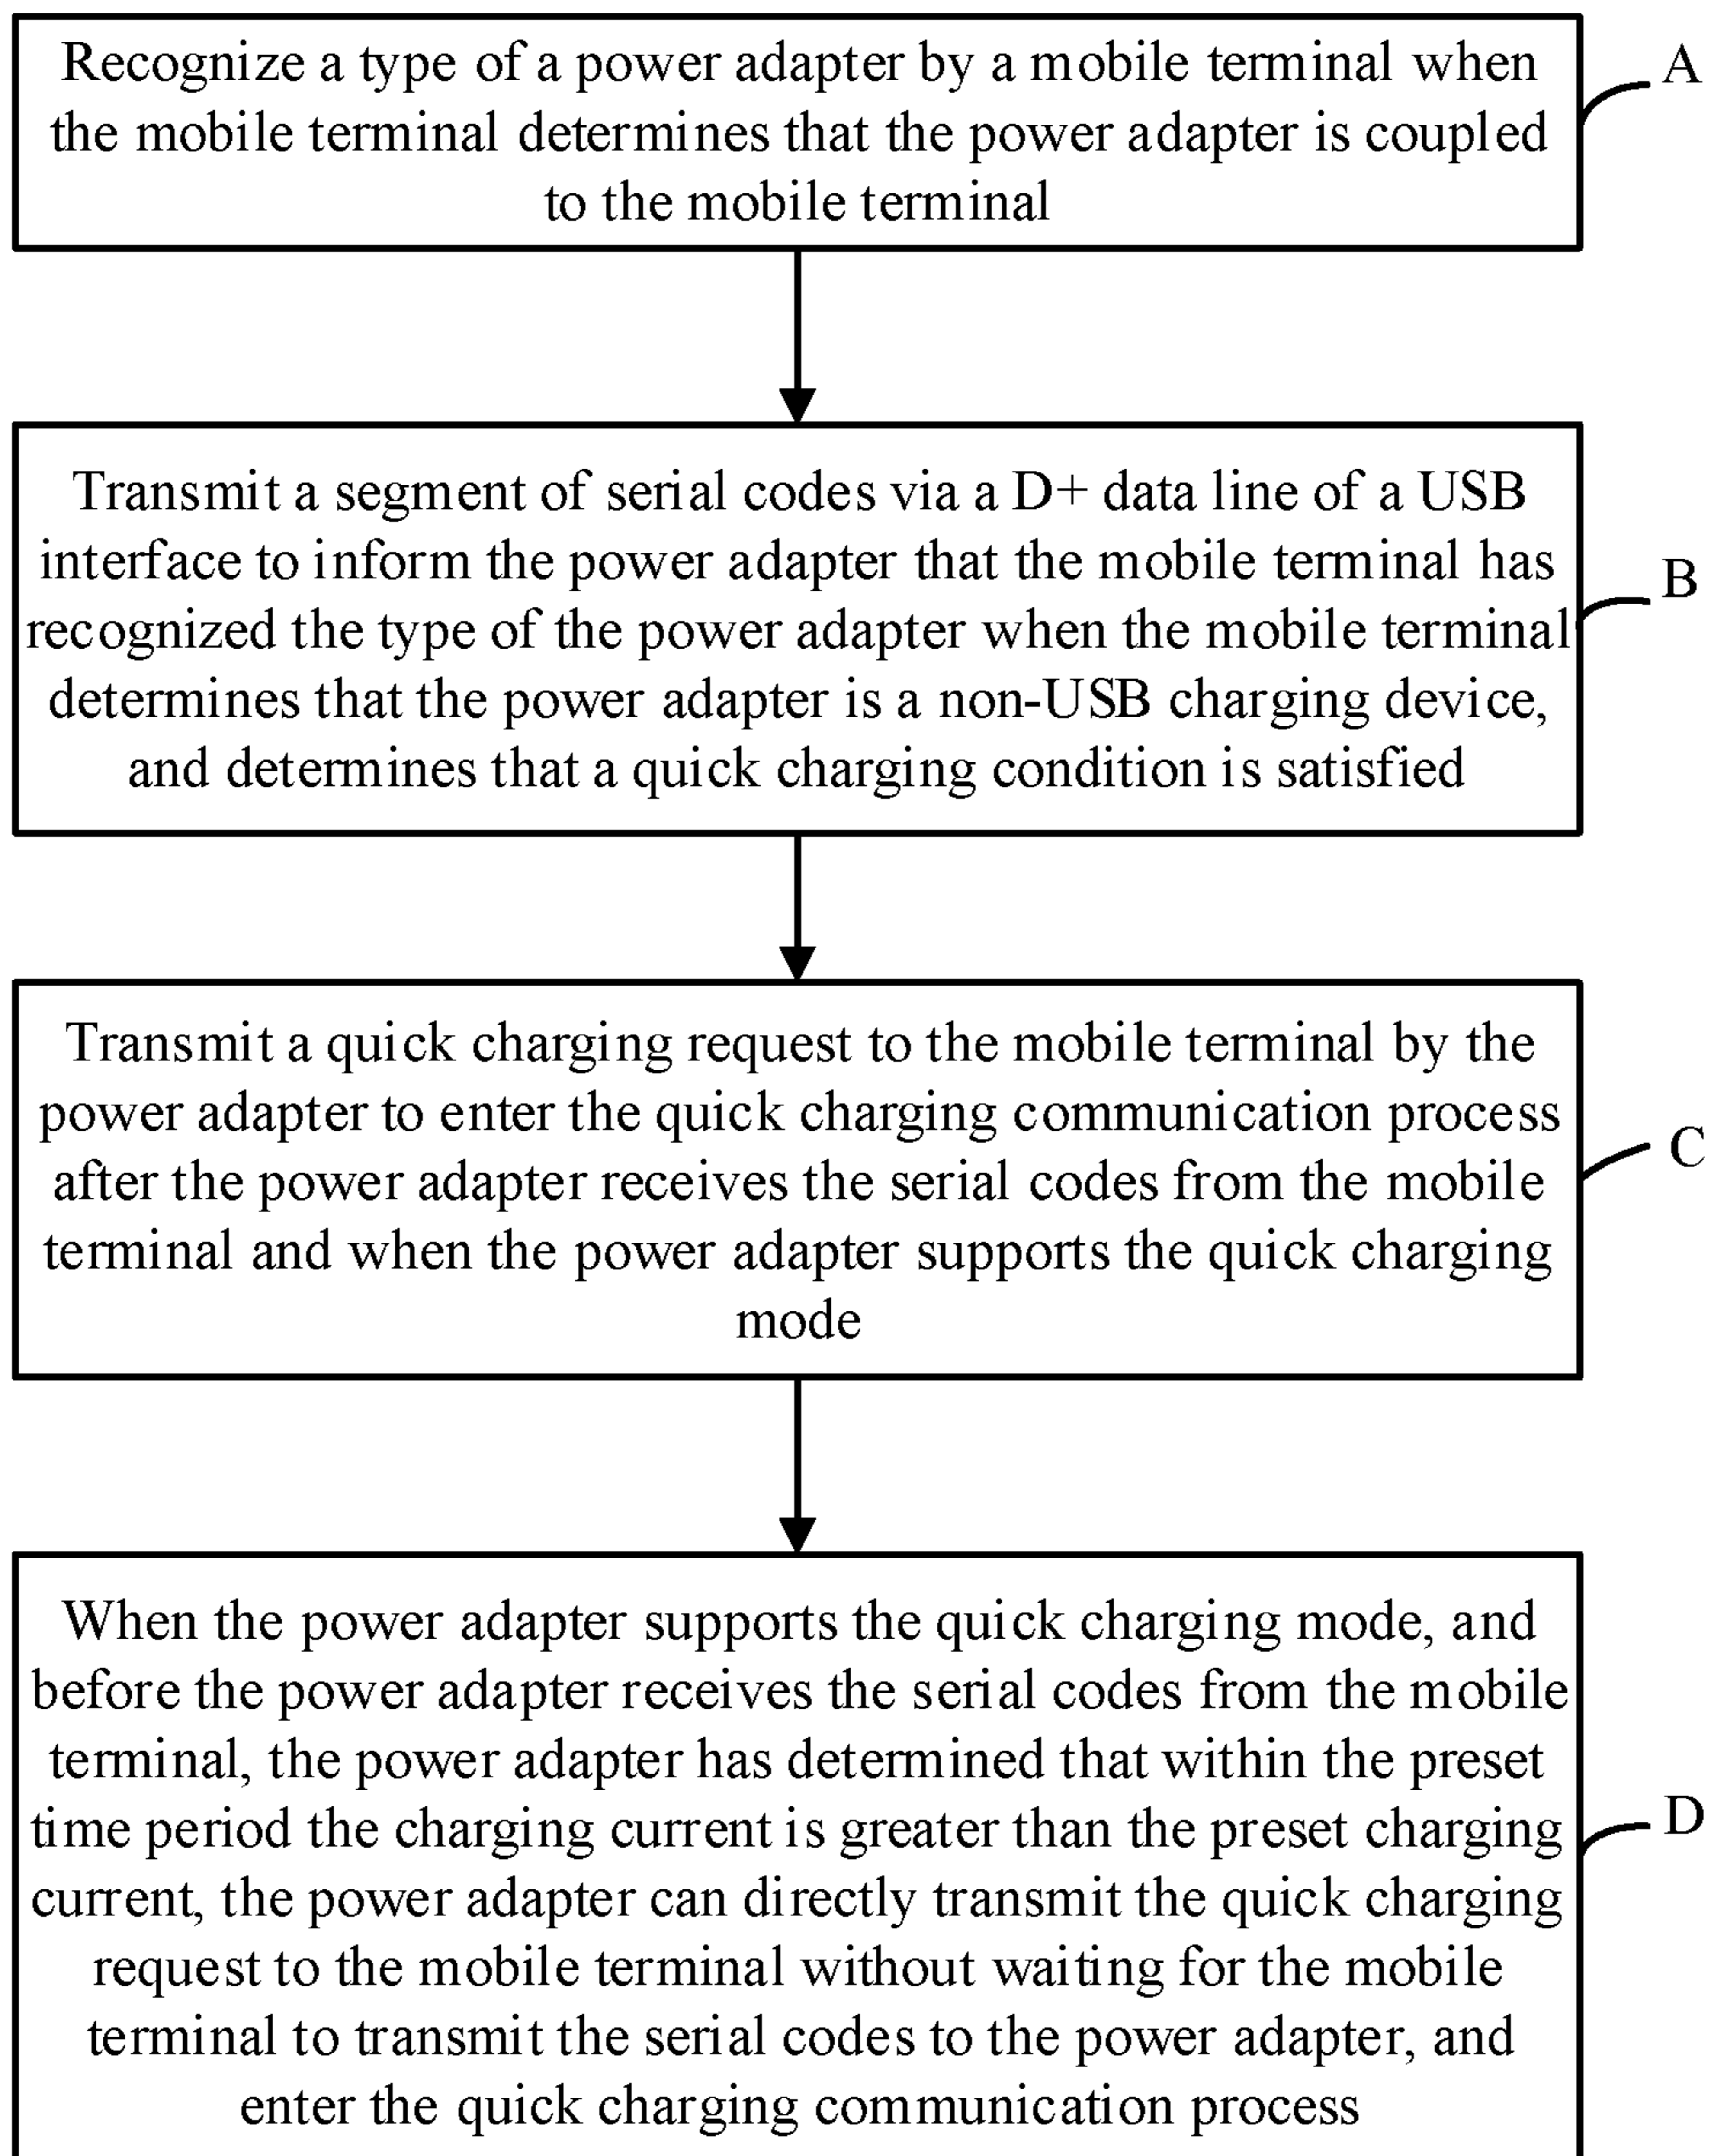 Recognize a type of a power adapter by a mobile terminal when
the mobile terminal determines that the power adapter is coupled
to the mobile terminal
A
Transmit a segment of serial codes via a D+ data line of a USB
interface to inform the power adapter that the mobile terminal has
recognized the type of the power adapter when the mobile terminal
determines that the power adapter is a non-USB charging device,
and determines that a quick charging condition is satisfied
B
Transmit a quick charging request to the mobile terminal by the
power adapter to enter the quick charging communication process
after the power adapter receives the serial codes from the mobile
terminal and when the power adapter supports the quick charging
mode
C
When the power adapter supports the quick charging mode, and
before the power adapter receives the serial codes from the mobile
terminal, the power adapter has determined that within the preset
time period the charging current is greater than the preset charging
current, the power adapter can directly transmit the quick charging
request to the mobile terminal without waiting for the mobile
terminal to transmit the serial codes to the power adapter, and
enter the quick charging communication process
D